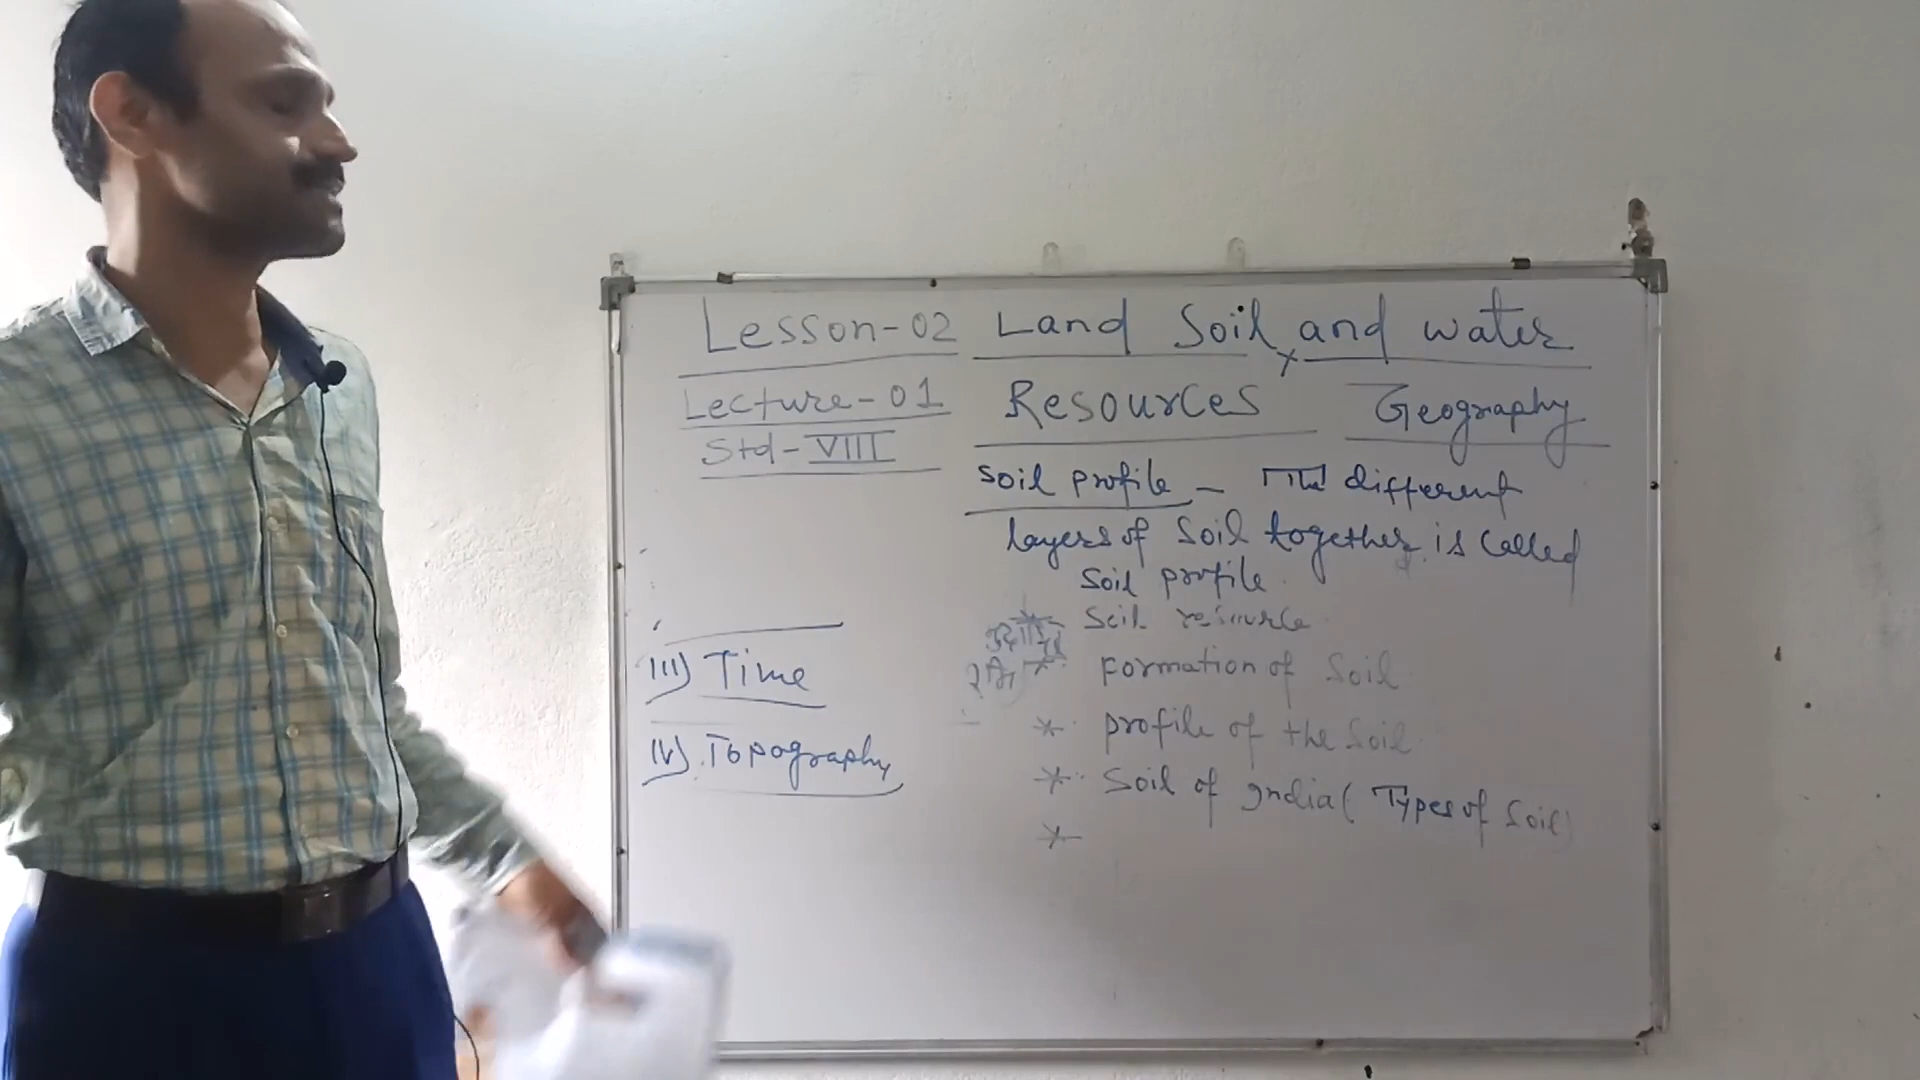 Lesson-02 Land Soil, and water
Lecture-01 Resources Geography
Std-VIII
soil profile - The different
layers of soil together is called
soil profile.
* Soil resource
* Formation of Soil
III) Time
* profile of the soil
IV) Topography
* Soil of India ( Types of Soil)
*